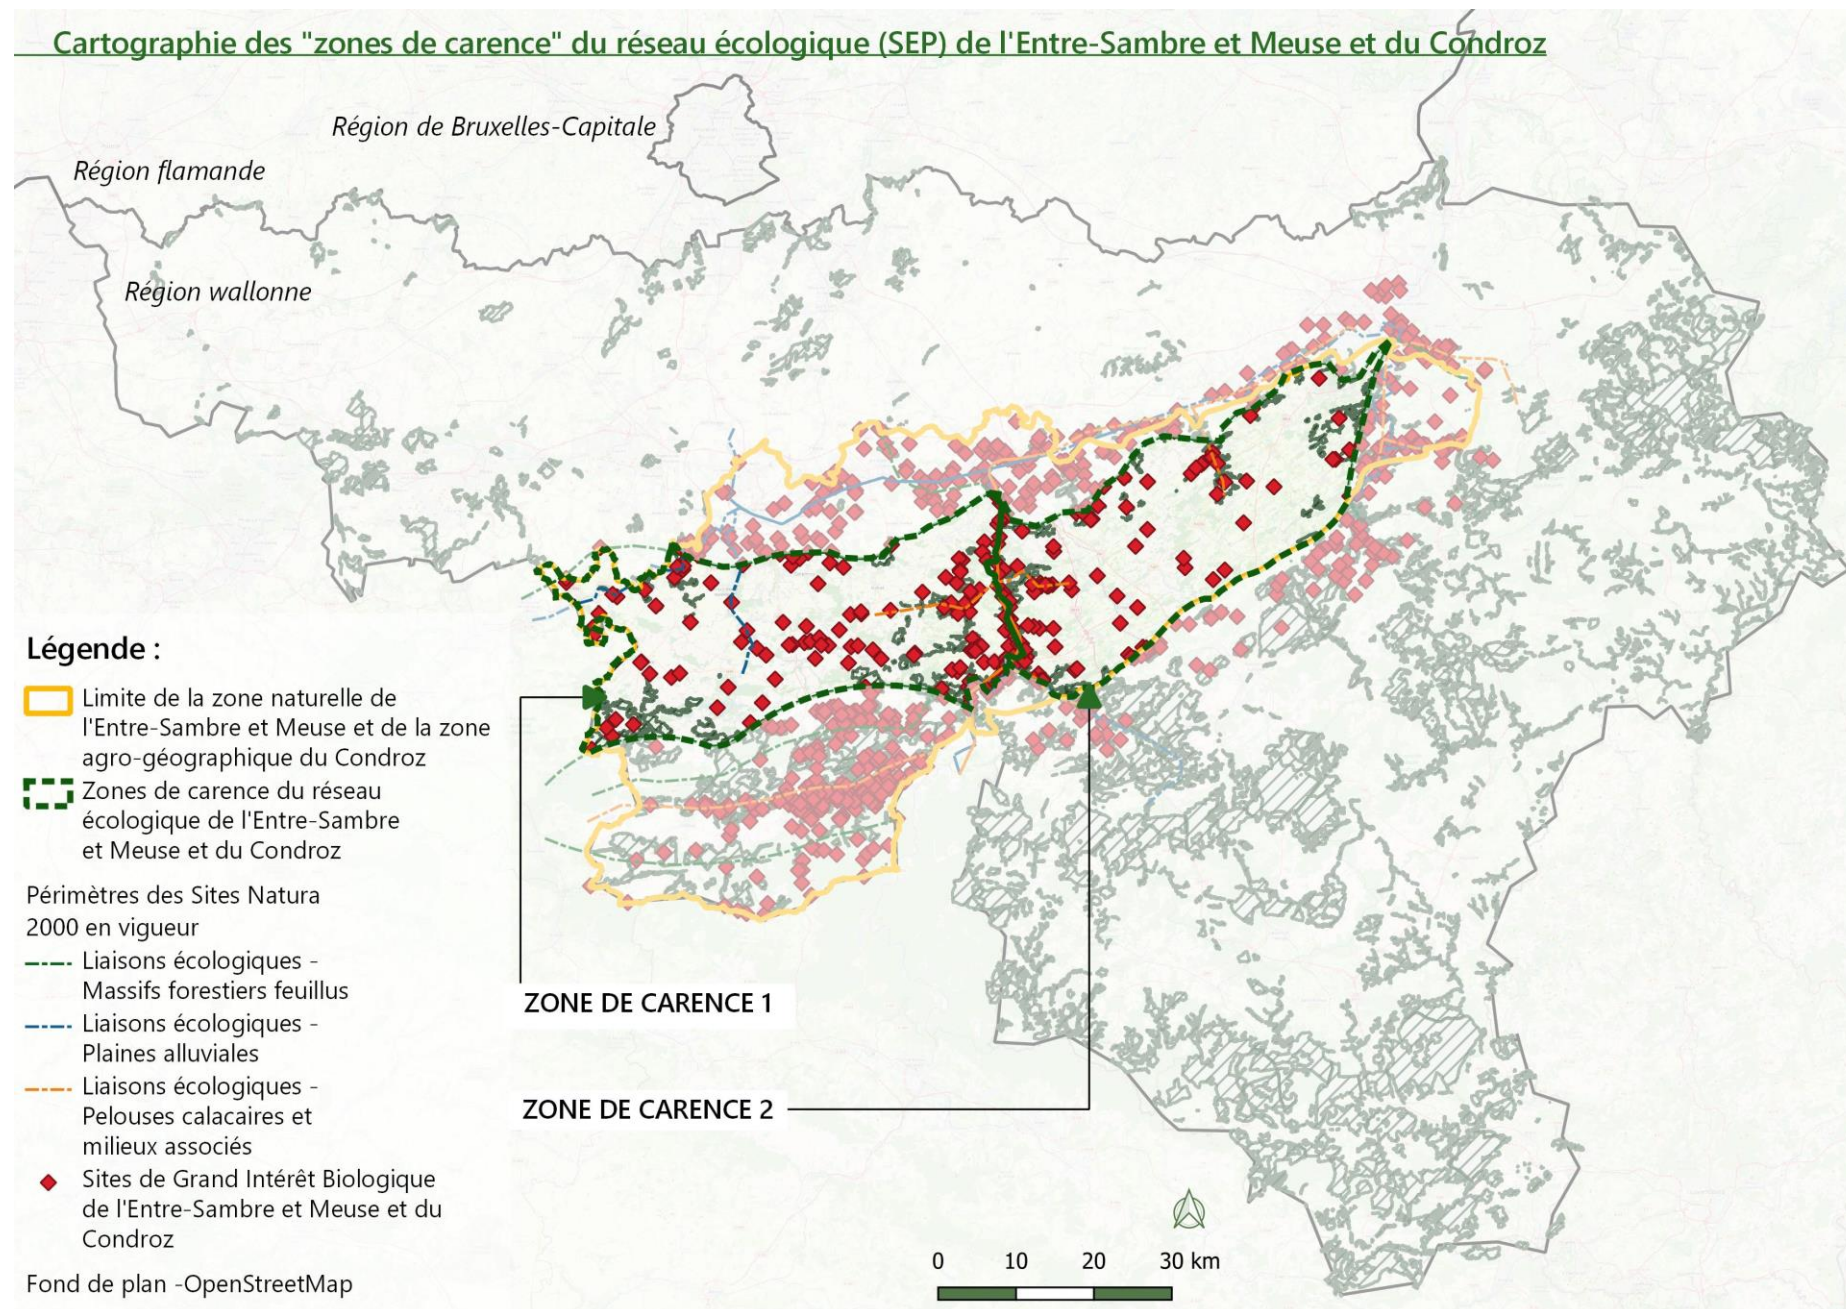 Cartographie des "zones de carence" du réseau écologique (SEP) de l'Entre-Sambre et Meuse et du Condroz
Région de Bruxelles-Capitale
Région flamande
Région wallonne
Légende :
Limite de la zone naturelle de
l'Entre-Sambre et Meuse et de la zone
agro-géographique du Condroz
Zones de carence du réseau
écologique de l'Entre-Sambre
et Meuse et du Condroz
Périmètres des Sites Natura
2000 en vigueur
Liaisons écologiques -
Massifs forestiers feuillus
Liaisons écologiques -
Plaines alluviales
Liaisons écologiques -
Pelouses calacaires et
milieux associés
Sites de Grand Intérêt Biologique
de l'Entre-Sambre et Meuse et du
Condroz
Fond de plan -OpenStreetMap
ZONE DE CARENCE 1
ZONE DE CARENCE 2
0 10 20 30 km